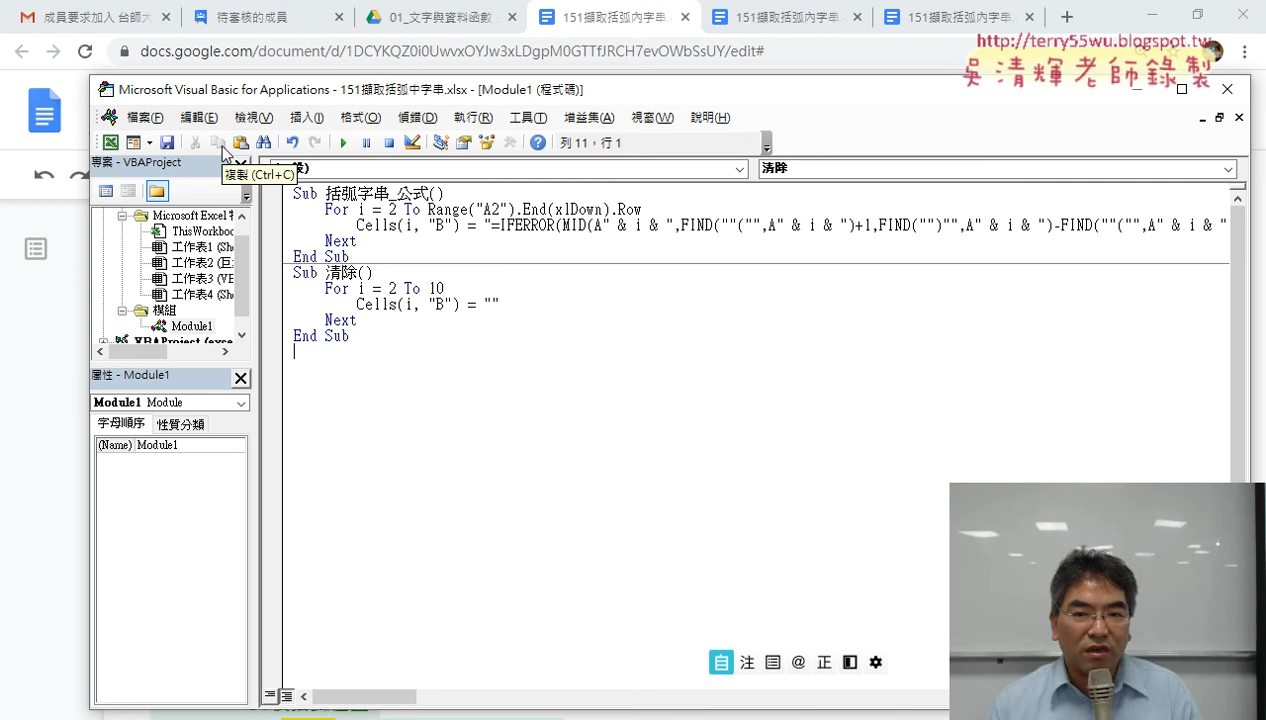 成員要求加入 台師大
待審核的成員
01_文字與資料函數
151擷取括弧內字串
151擷取括弧內字串
151擷取括弧內字串
docs.google.com/document/d/1DCYKQZ0i0UwvxOYJw3xLDgpM0GTTfJRCH7evOWbSsUY/edit#
http://terry55wu.blogspot.tw
吳清輝老師錄製
Microsoft Visual Basic for Applications - 151擷取括弧中字串.xlsx - [Module1 (程式碼)]
檔案(F) 編輯(E) 檢視(V) 插入(I) 格式(O) 偵錯(D) 執行(R) 工具(T) 增益集(A) 視窗(W) 說明(H)
列 11，行 1
專案 - VBAProject
複製 (Ctrl+C)
清除
Microsoft Excel
ThisWorkboo
工作表1 (Shee
工作表2 (巨
工作表3 (VE
工作表4 (She
模組
Module1
VBAProject (exce
屬性 - Module1
Module1 Module
字母順序 性質分類
(Name) Module1
Sub 括弧字串_公式()
For i = 2 To Range("A2").End(xlDown).Row
Cells(i, "B") = "=IFERROR(MID(A" & i & ",FIND(""("",A" & i & ")+1,FIND("")"",A" & i & ")-FIND(""("",A" & i & "
Next
End Sub
Sub 清除()
For i = 2 To 10
Cells(i, "B") = ""
Next
End Sub
自 注 @ 正